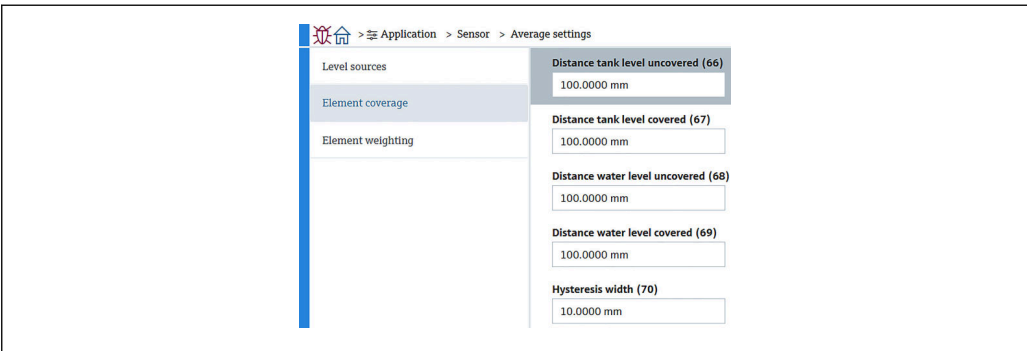 > Application > Sensor > Average settings
Level sources
Element coverage
Element weighting
Distance tank level uncovered (66)
100.0000 mm
Distance tank level covered (67)
100.0000 mm
Distance water level uncovered (68)
100.0000 mm
Distance water level covered (69)
100.0000 mm
Hysteresis width (70)
10.0000 mm